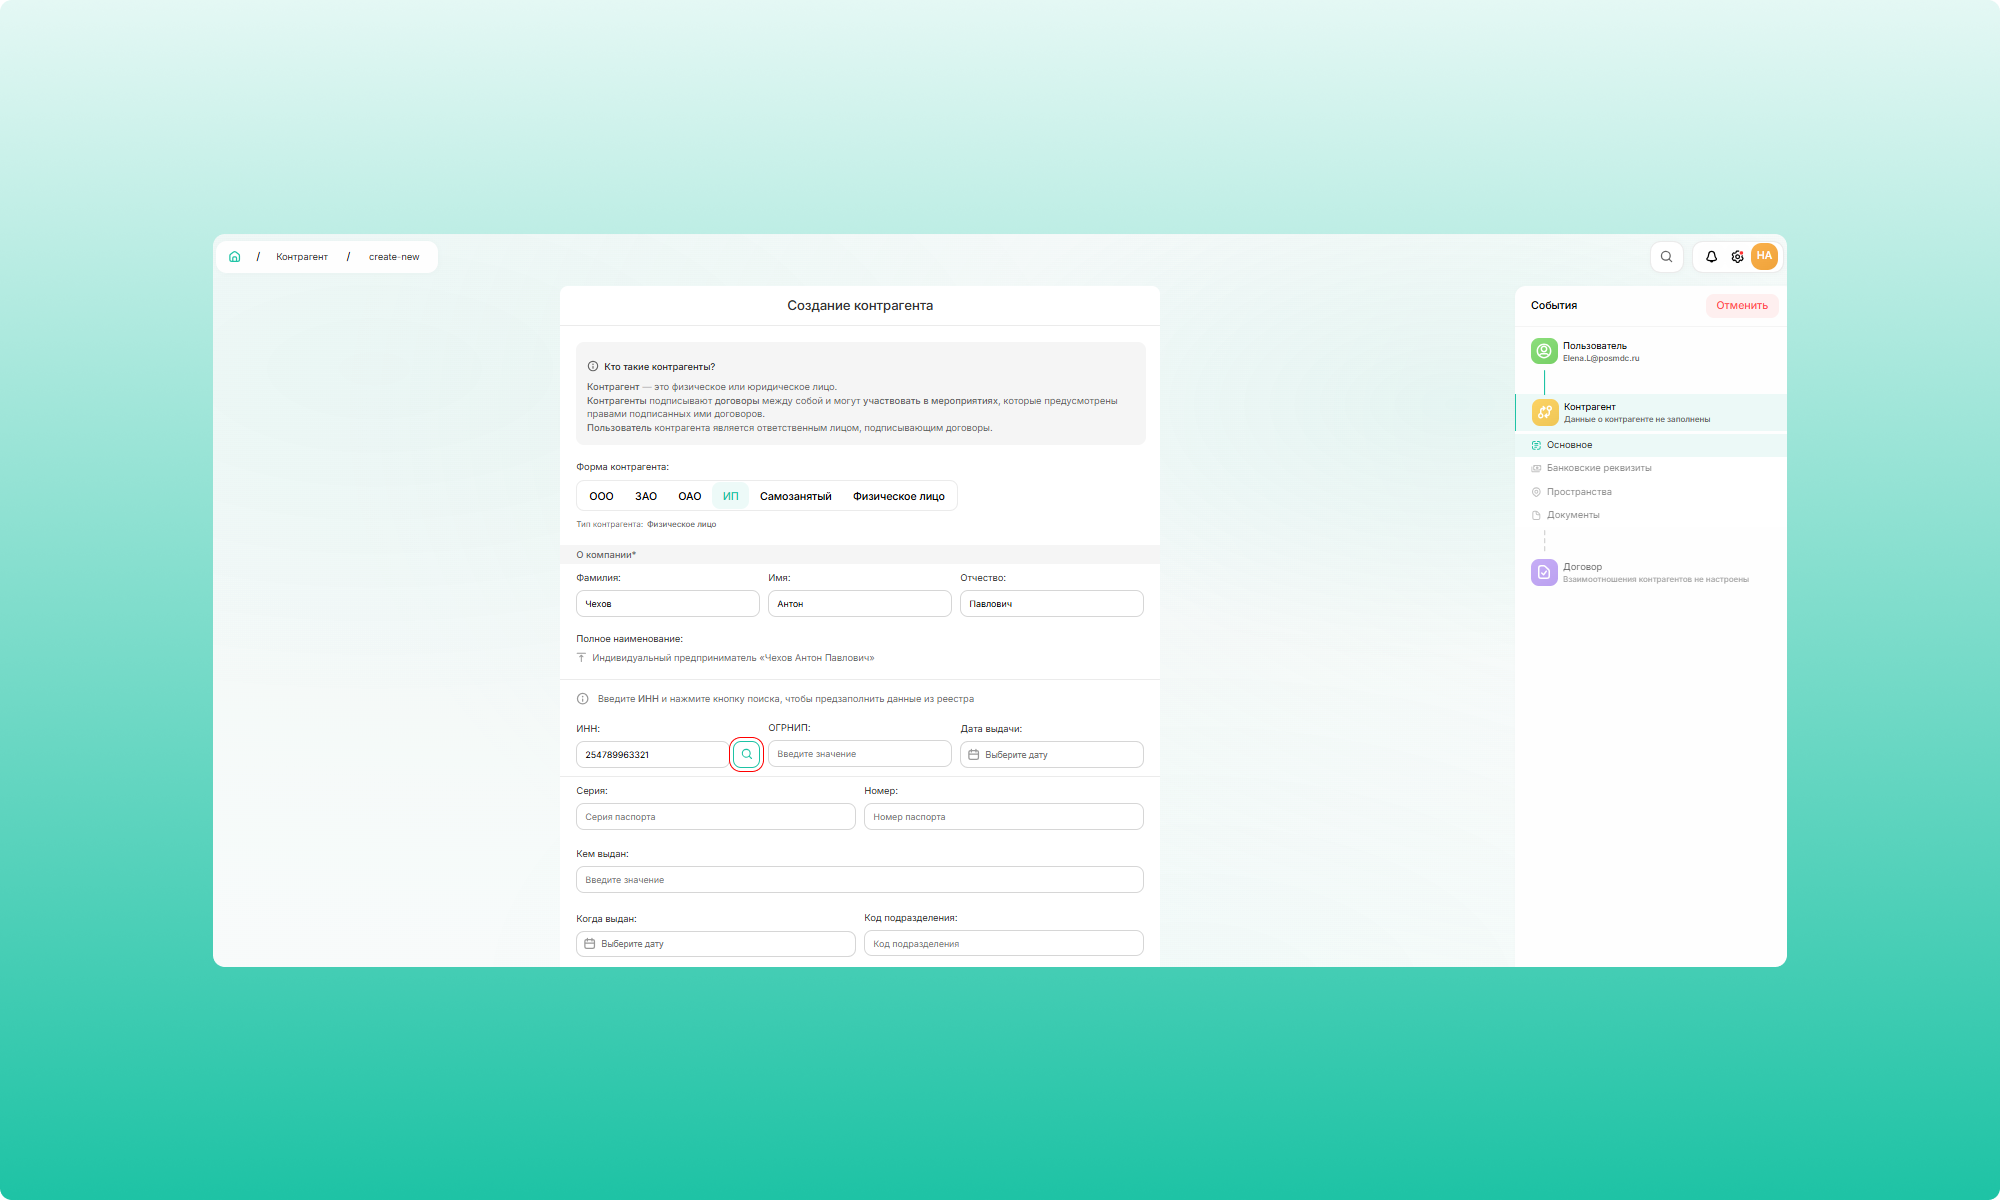 / Контрагент / create-new
НА
Создание контрагента
Кто такие контрагенты?
Контрагент — это физическое или юридическое лицо.
Контрагенты подписывают договоры между собой и могут участвовать в мероприятиях, которые предусмотрены
правами подписанных ими договоров.
Пользователь контрагента является ответственным лицом, подписывающим договоры.
Форма контрагента:
ООО ЗАО ОАО ИП Самозанятый Физическое лицо
Тип контрагента: Физическое лицо
О компании*
Фамилия: Имя: Отчество:
Чехов Антон Павлович
Полное наименование:
Индивидуальный предприниматель «Чехов Антон Павлович»
Введите ИНН и нажмите кнопку поиска, чтобы предзаполнить данные из реестра
ИНН: ОГРНИП: Дата выдачи:
254789963321 Введите значение Выберите дату
Серия: Номер:
Серия паспорта Номер паспорта
Кем выдан:
Введите значение
Когда выдан: Код подразделения:
Выберите дату Код подразделения
События Отменить
Пользователь
Elena.L@posmdc.ru
Контрагент
Данные о контрагенте не заполнены
Основное
Банковские реквизиты
Пространства
Документы
Договор
Взаимоотношения контрагентов не настроены